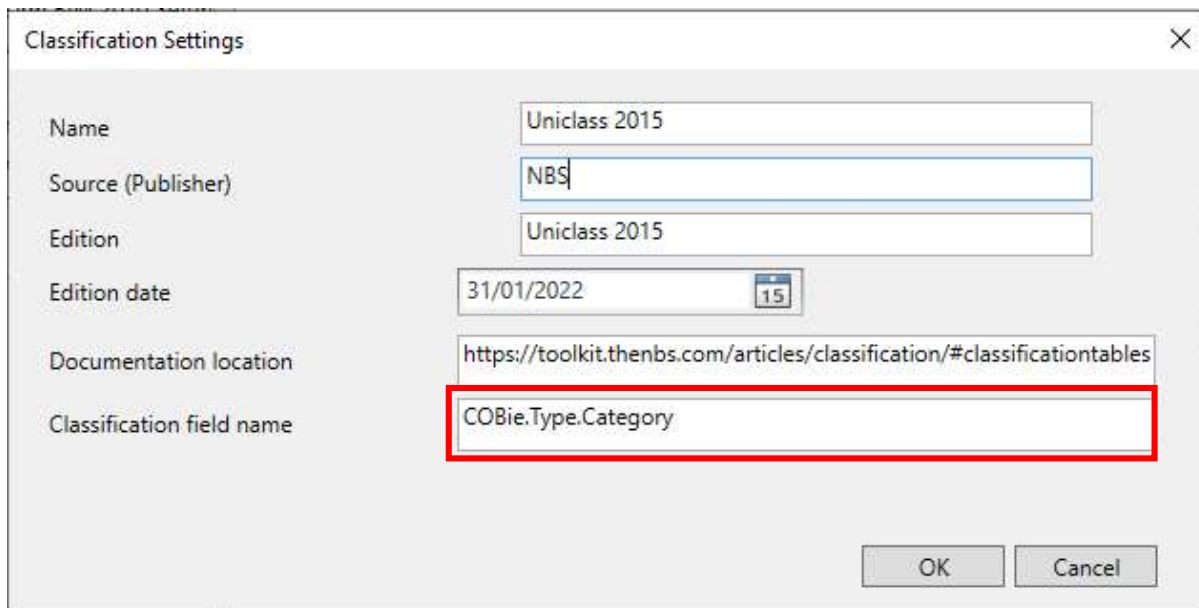 Classification Settings
Name
Uniclass 2015
Source (Publisher)
NBS
Edition
Uniclass 2015
Edition date
31/01/2022
15
Documentation location
https://toolkit.thenbs.com/articles/classification/#classificationtables
Classification field name
COBie.Type.Category
OK
Cancel